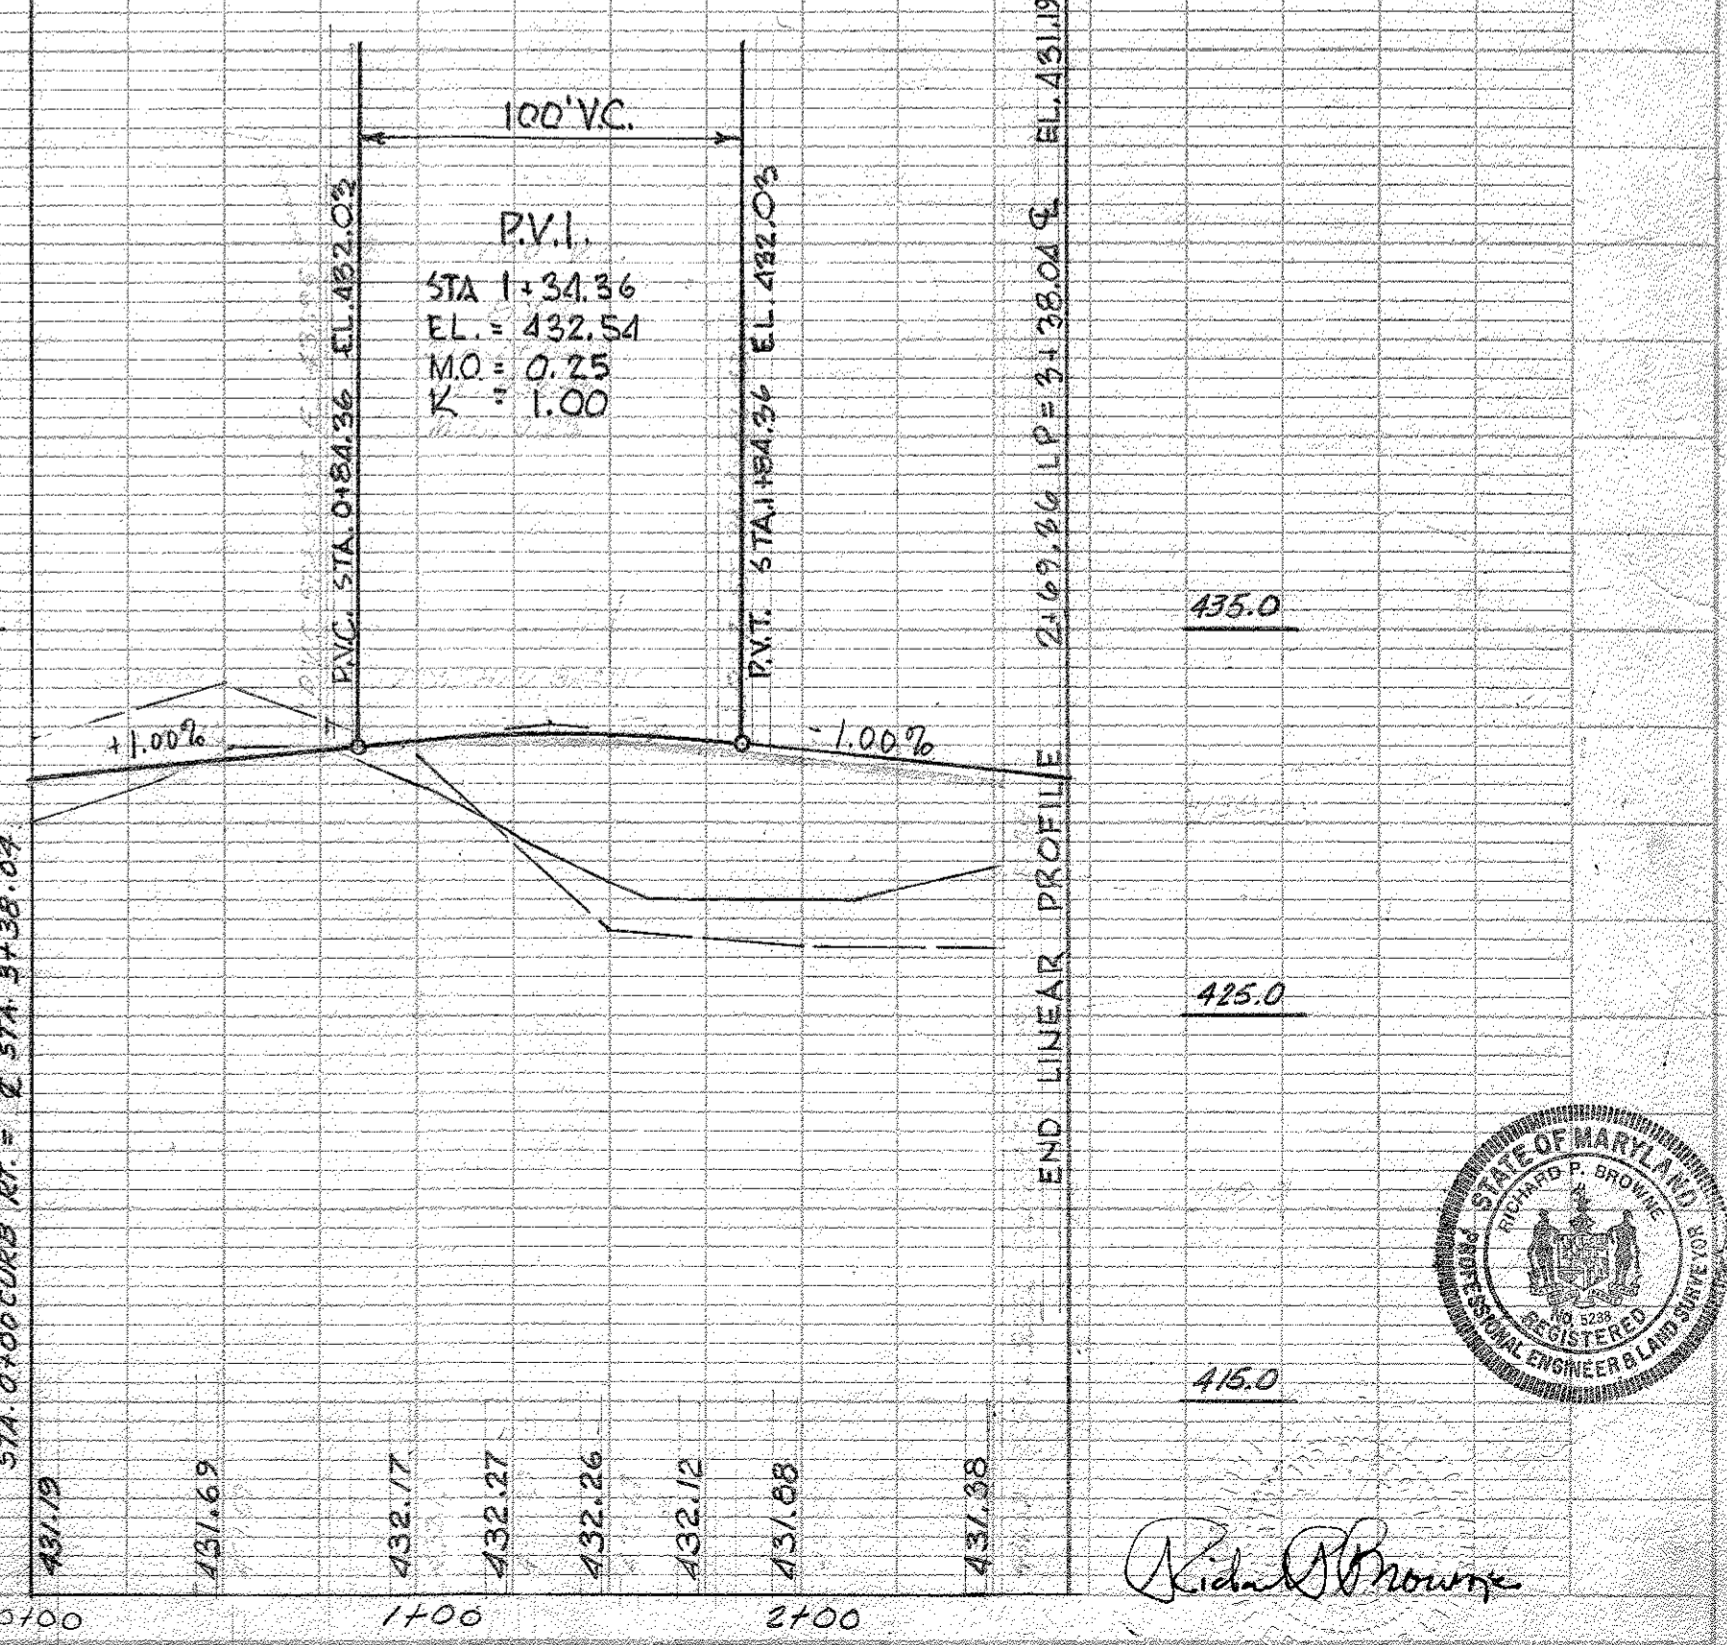 100' V.C.
P.V.I.
STA 1+34.36
EL. = 432.54
M.O. = 0.25
K = 1.00
P.V.C. STA. 0+84.36 EL. 432.03
P.V.T. STA. 1+84.36 EL. 432.03
END LINEAR PROFILE 2+69.36 LP = 3+38.04 ℄ EL. 431.19
+1.00%
-1.00%
435.0
425.0
415.0
STA. 0+00 CURB RT. = ℄ STA. 3+38.04
431.19
431.69
432.17
432.27
432.26
432.12
431.88
431.38
0+00
1+00
2+00
STATE OF MARYLAND
RICHARD P. BROWNE
NO. 5238
REGISTERED
PROFESSIONAL ENGINEER & LAND SURVEYOR
Richard P Browne